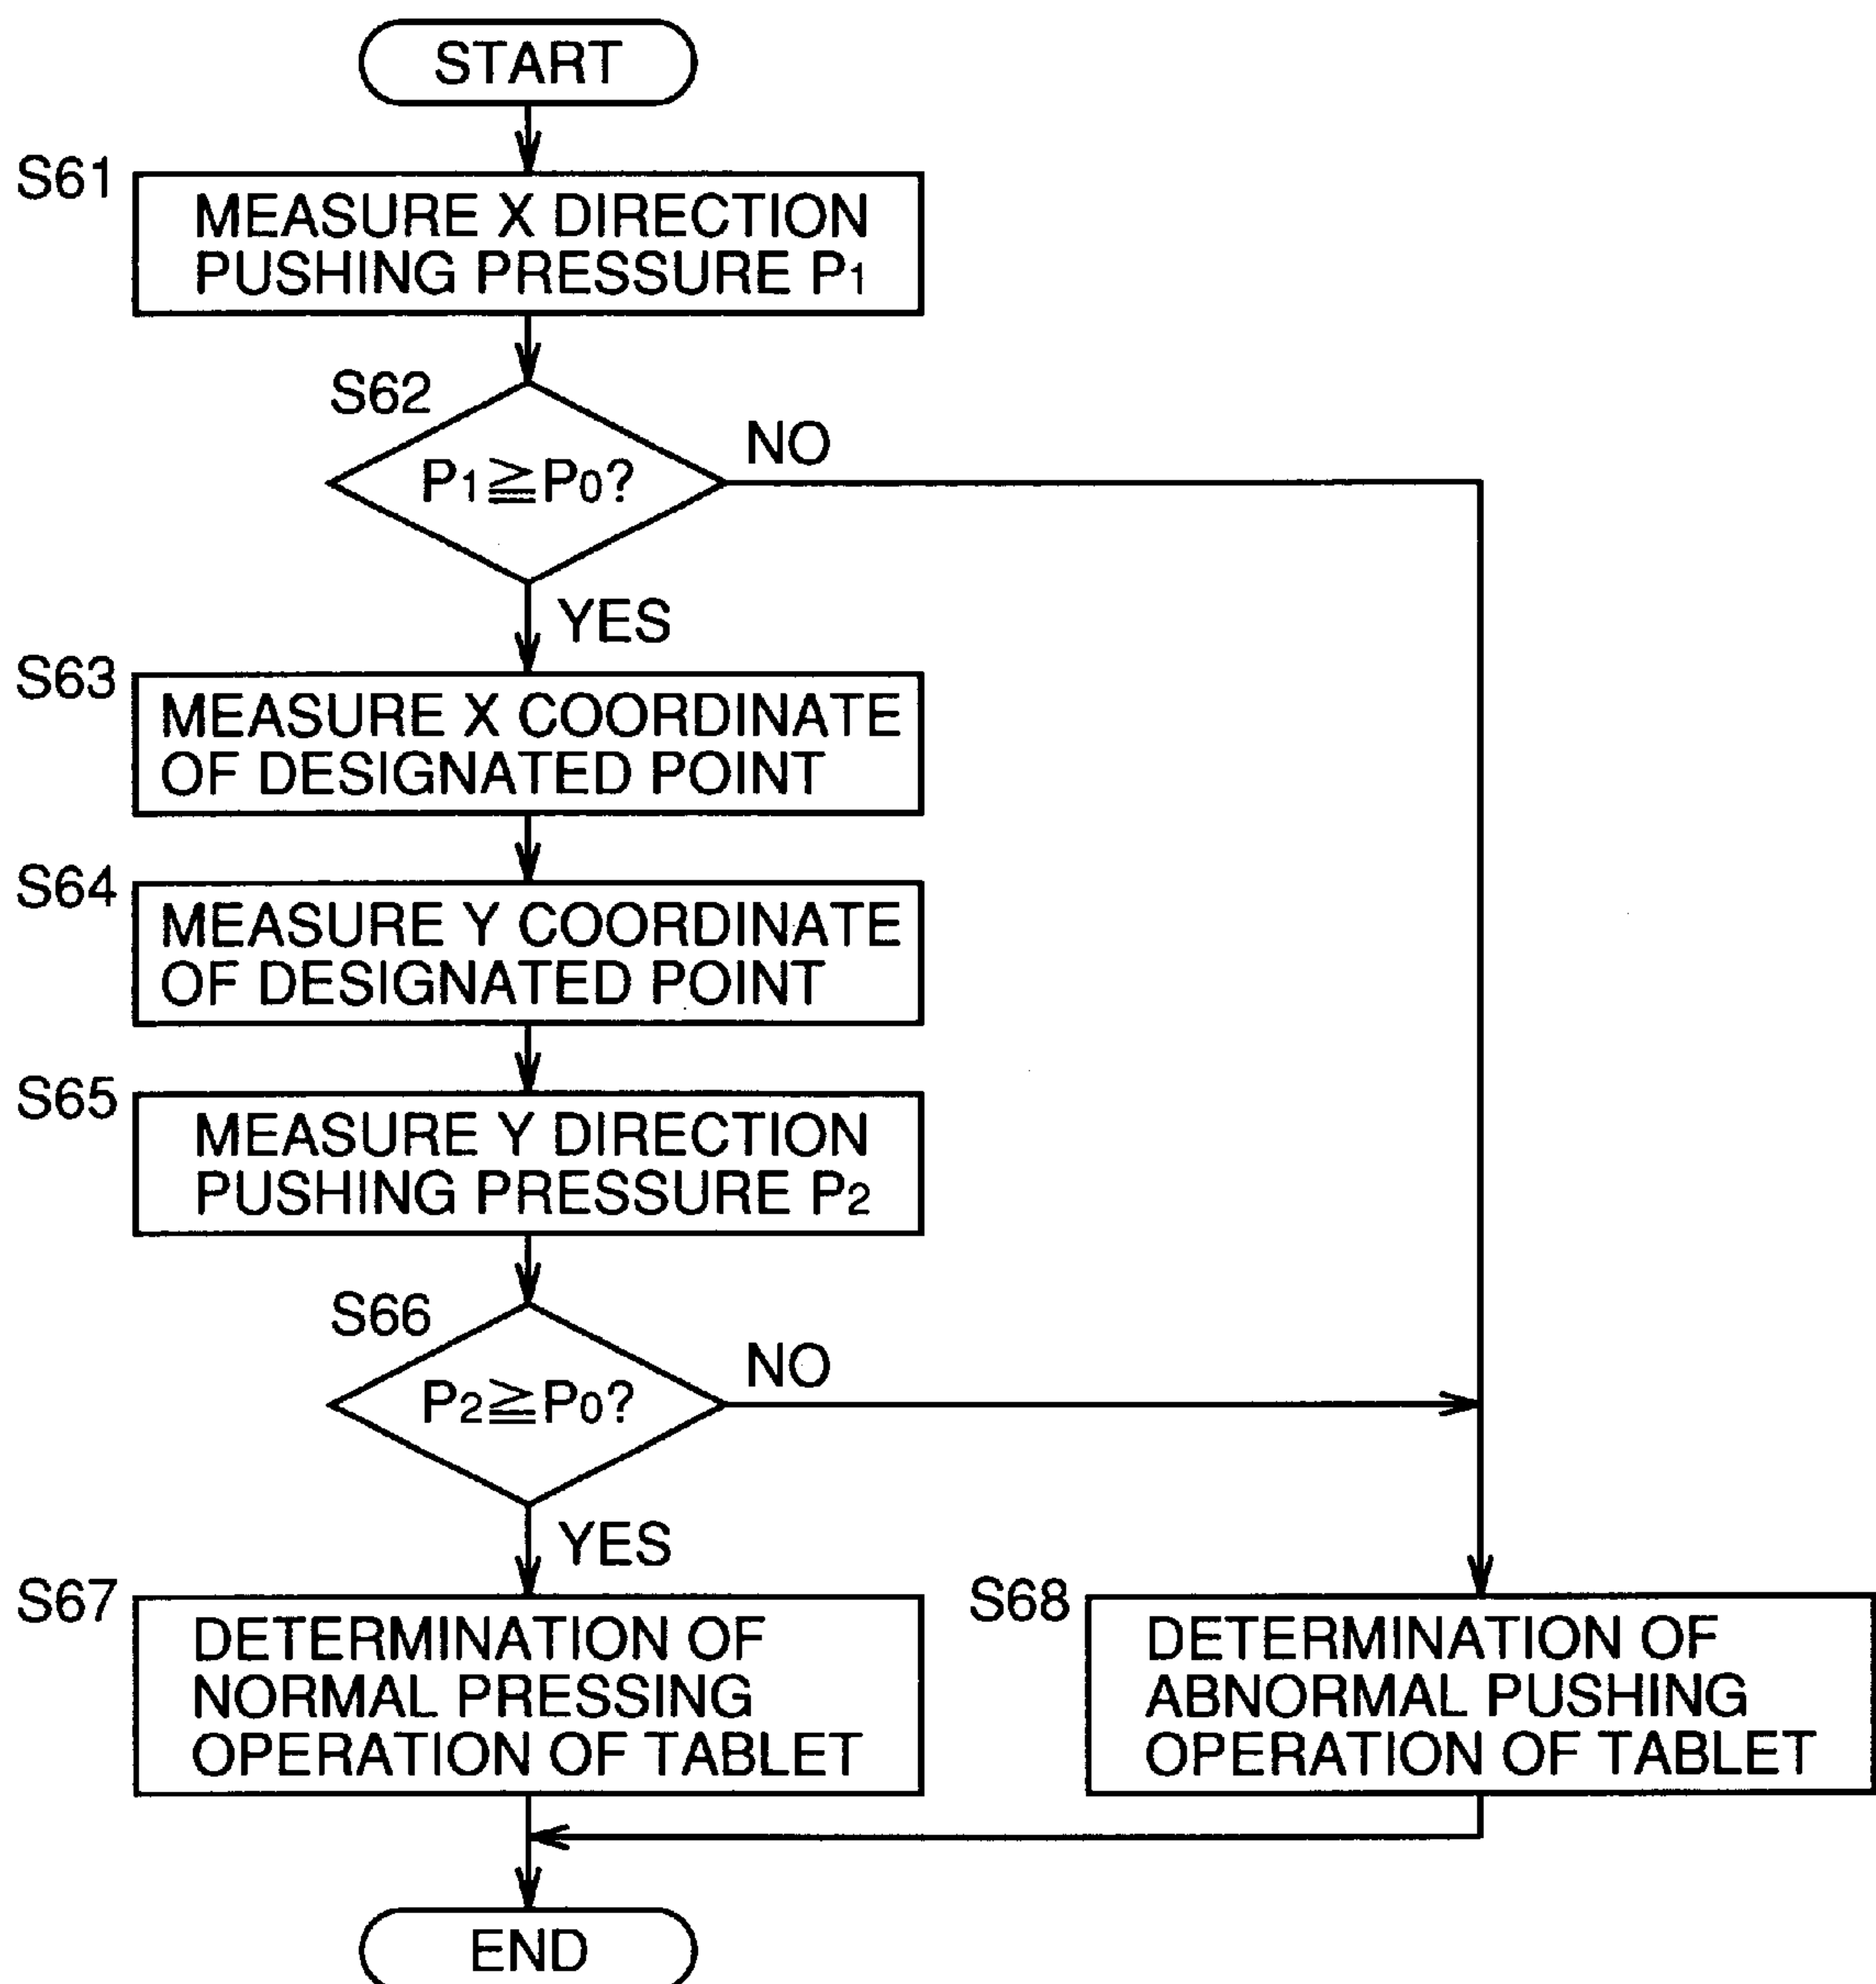 START
S61
MEASURE X DIRECTION
PUSHING PRESSURE P1
S62
P1≧P0?
NO
YES
S63
MEASURE X COORDINATE
OF DESIGNATED POINT
S64
MEASURE Y COORDINATE
OF DESIGNATED POINT
S65
MEASURE Y DIRECTION
PUSHING PRESSURE P2
S66
P2≧P0?
NO
YES
S67
DETERMINATION OF
NORMAL PRESSING
OPERATION OF TABLET
S68
DETERMINATION OF
ABNORMAL PUSHING
OPERATION OF TABLET
END